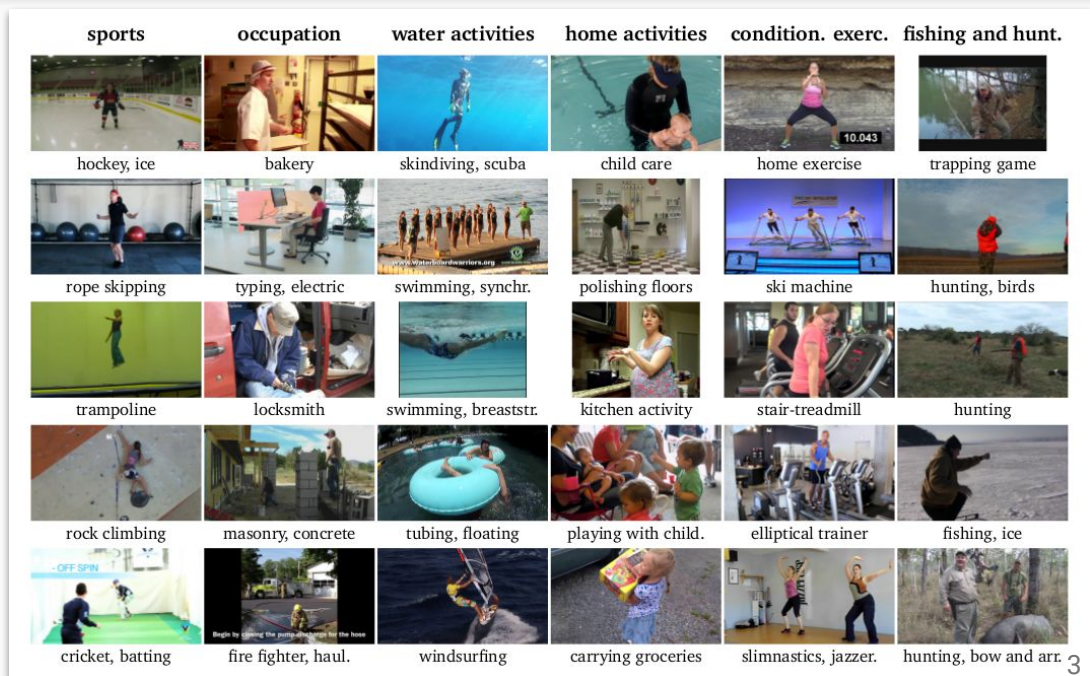 sports occupation water activities home activities condition. exerc. fishing and hunt.
10.043
hockey, ice bakery skindiving, scuba child care home exercise trapping game
www.waterboardwarriors.org
rope skipping typing, electric swimming, synchr. polishing floors ski machine hunting, birds
trampoline locksmith swimming, breaststr. kitchen activity stair-treadmill hunting
rock climbing masonry, concrete tubing, floating playing with child. elliptical trainer fishing, ice
- OFF SPIN
Begin by slowing the pump discharge for the hose
cricket, batting fire fighter, haul. windsurfing carrying groceries slimnastics, jazzer. hunting, bow and arr.
3